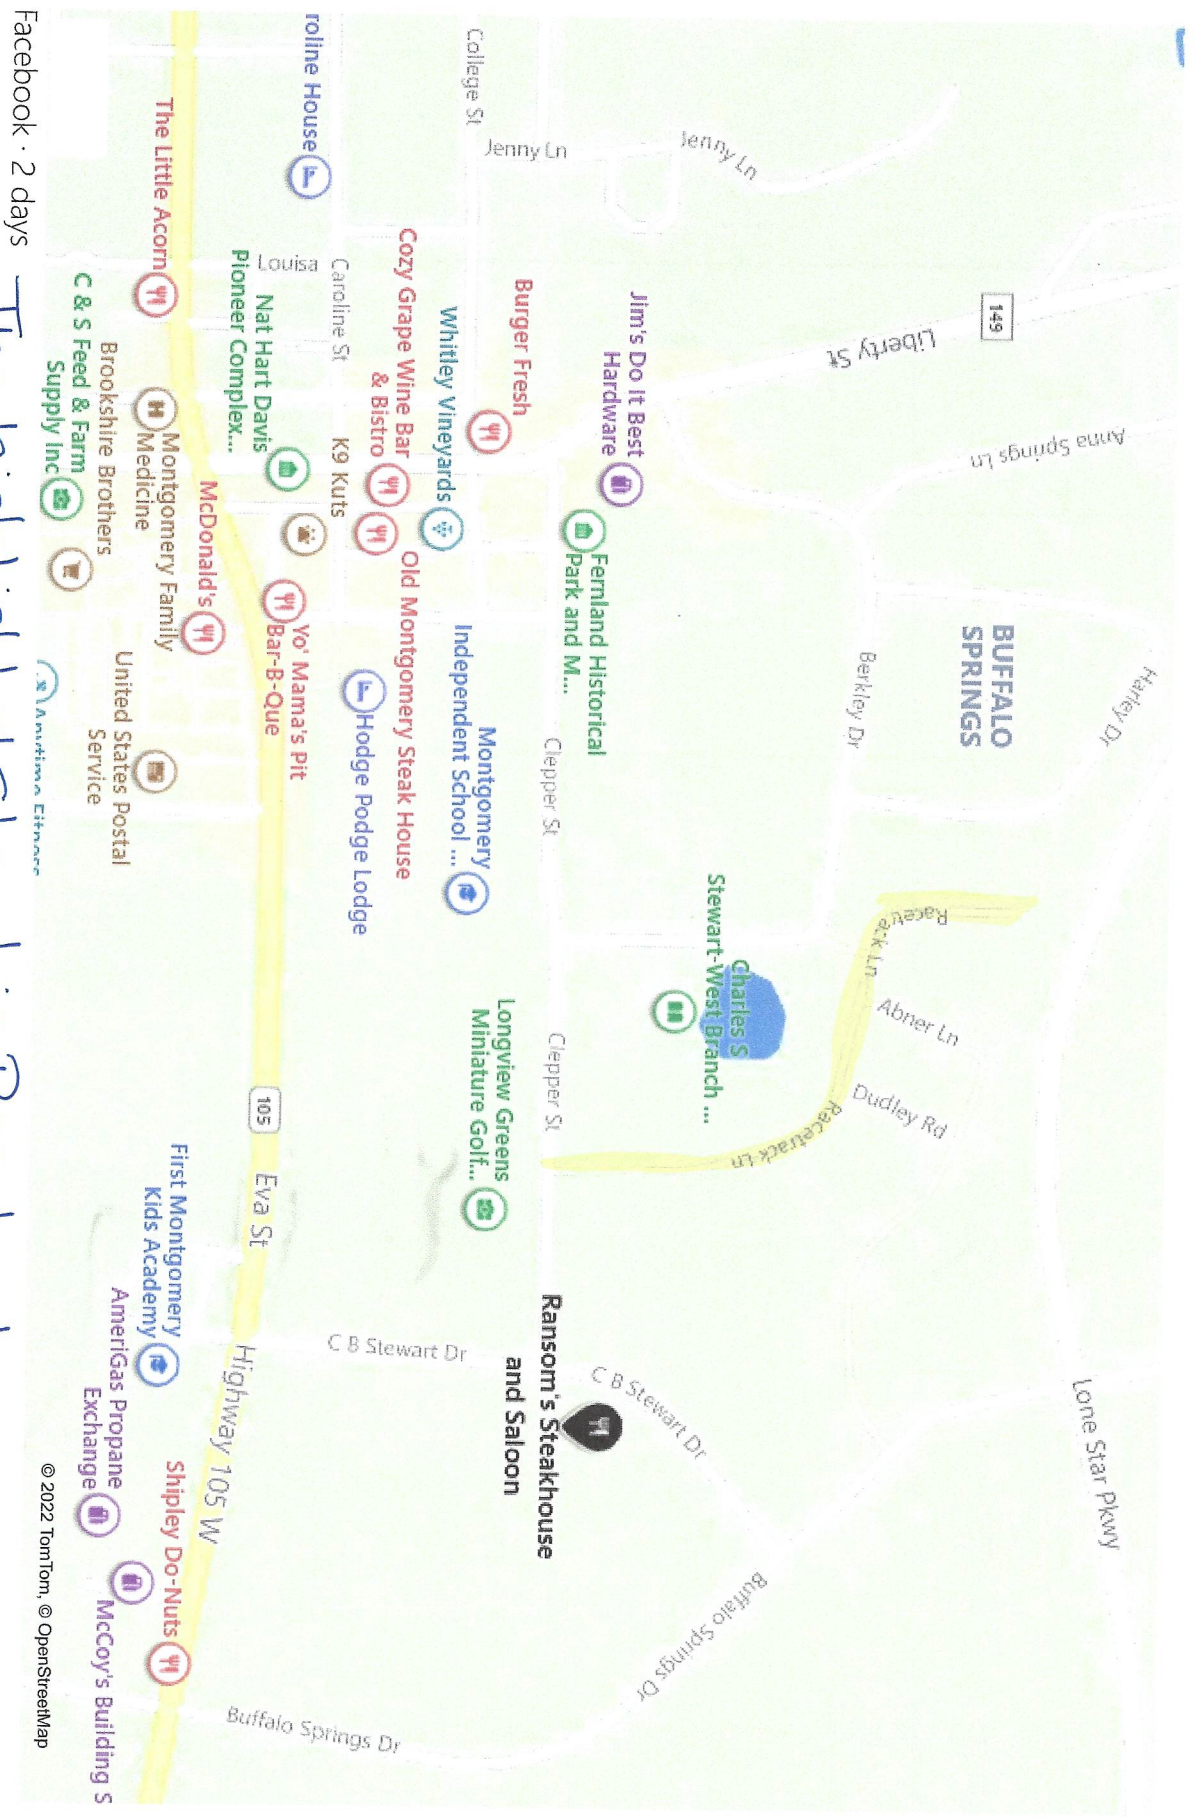 Lone Star Pkwy
Harley Dr
Anna Springs Ln
149
Liberty St
BUFFALO
SPRINGS
Racetrack Ln
Abner Ln
Dudley Rd
Berkley Dr
Racetrack Ln
Jenny Ln
Charles S
Stewart-West Branch ...
Buffalo Springs Dr
Jim's Do It Best
Hardware
C B Stewart Dr
Fernland Historical
Park and M...
Jenny Ln
Clepper St
Clepper St
Ransom's Steakhouse
and Saloon
Burger Fresh
College St
Longview Greens
Miniature Golf...
Montgomery
Independent School ...
Whitley Vineyards
C B Stewart Dr
Cozy Grape Wine Bar
& Bistro
Old Montgomery Steak House
Hodge Podge Lodge
Caroline St
K9 Kuts
Buffalo Springs Dr
roline House
Louisa
Yo' Mama's Pit
Bar-B-Que
Nat Hart Davis
Pioneer Complex...
105
Eva St
Highway 105 W
McDonald's
The Little Acorn
Montgomery Family
Medicine
First Montgomery
Kids Academy
Shipley Do-Nuts
United States Postal
Service
AmeriGas Propane
Exchange
McCoy's Building S
Brookshire Brothers
C & S Feed & Farm
Supply Inc
Anytime Fitness
© 2022 TomTom, © OpenStreetMap
Facebook · 2 days